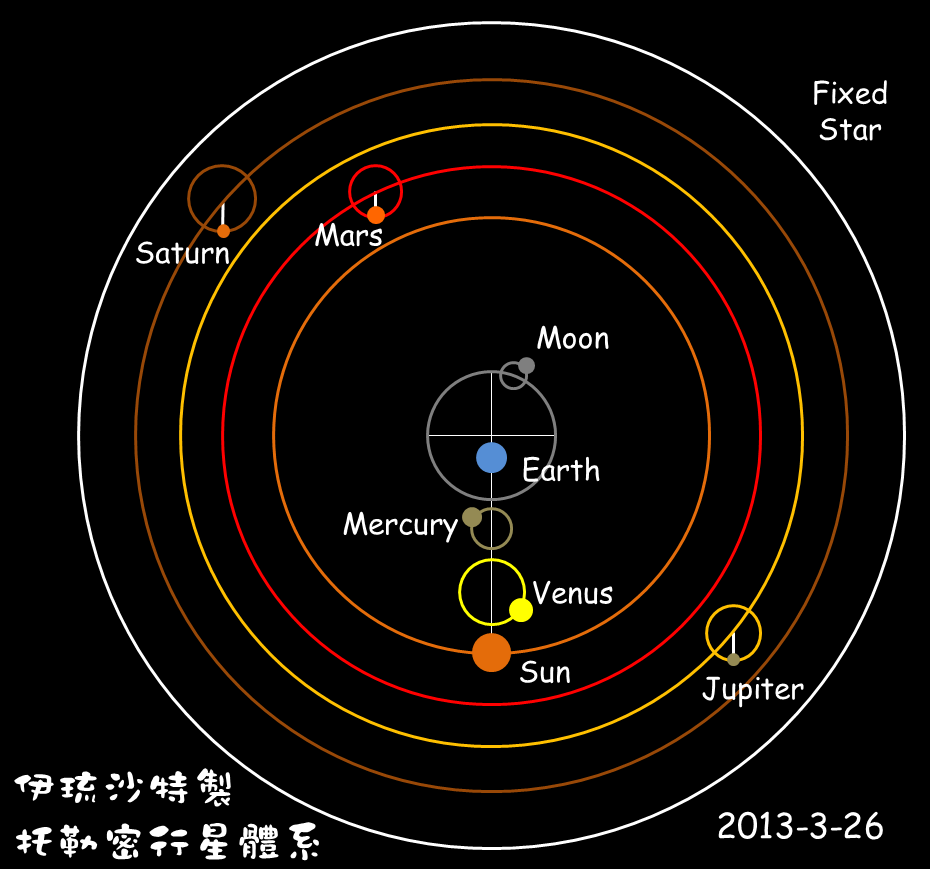 Fixed
Star
Mars
Saturn
Moon
Earth
Mercury
Venus
Sun
Jupiter
伊琉沙特製
托勒密行星體系
2013-3-26